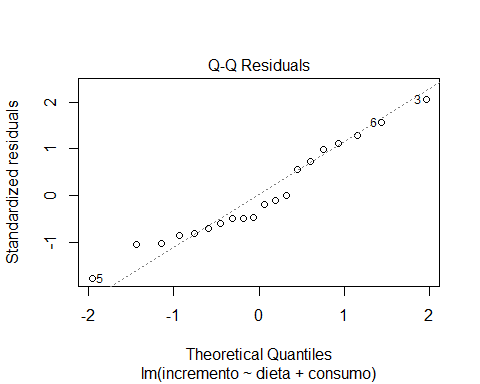 Q-Q Residuals
Standardized residuals
2
1
0
-1
3
6
5
-2 -1 0 1 2
Theoretical Quantiles
lm(incremento ~ dieta + consumo)